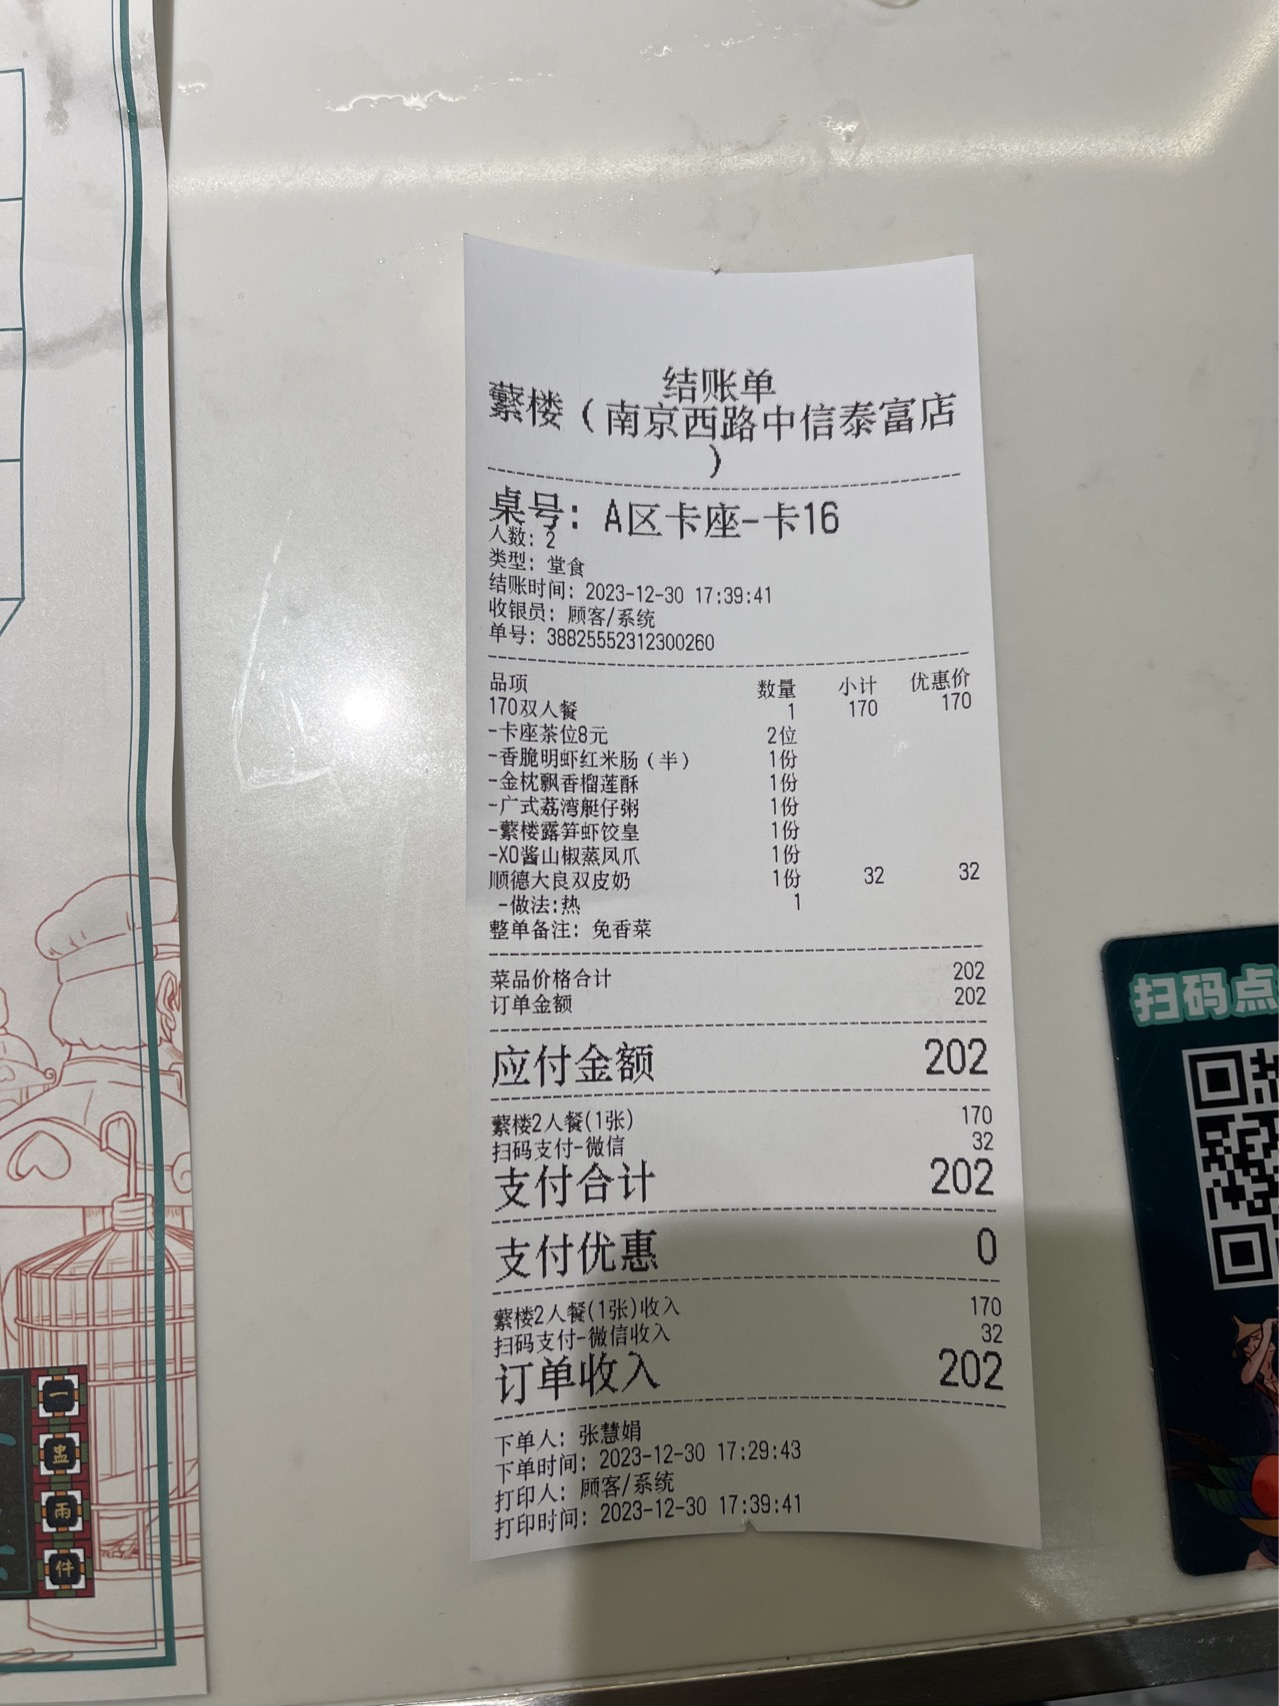 结账单
蘩楼（南京西路中信泰富店
）
桌号：A区卡座-卡16
人数：2
类型：堂食
结账时间：2023-12-30 17:39:41
收银员：顾客/系统
单号：38825552312300260
品项 数量 小计 优惠价
170双人餐 1 170 170
-卡座茶位8元 2位
-香脆明虾红米肠（半） 1份
-金枕飘香榴莲酥 1份
-广式荔湾艇仔粥 1份
-蘩楼露笋虾饺皇 1份
-XO酱山椒蒸凤爪 1份
顺德大良双皮奶 1份 32 32
-做法:热 1
整单备注：免香菜
菜品价格合计 202
订单金额 202
应付金额 202
蘩楼2人餐(1张) 170
扫码支付-微信 32
支付合计 202
支付优惠 0
蘩楼2人餐(1张)收入 170
扫码支付-微信收入 32
订单收入 202
下单人：张慧娟
下单时间：2023-12-30 17:29:43
打印人：顾客/系统
打印时间：2023-12-30 17:39:41
扫码点
一
盅
两
件